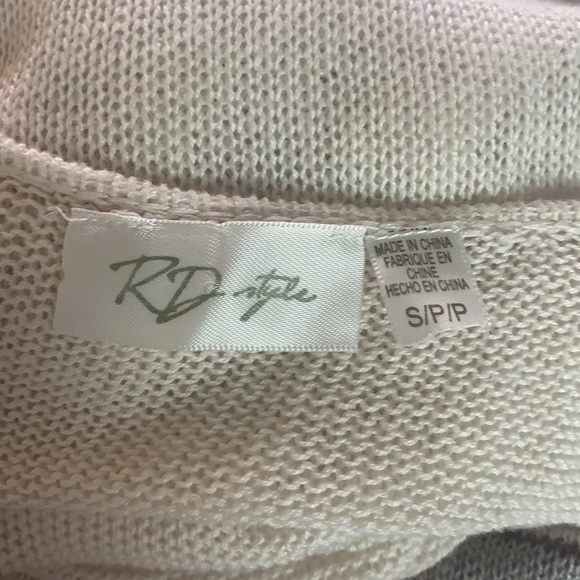 RD style
MADE IN CHINA
FABRIQUE EN
CHINE
HECHO EN CHINA
S/P/P